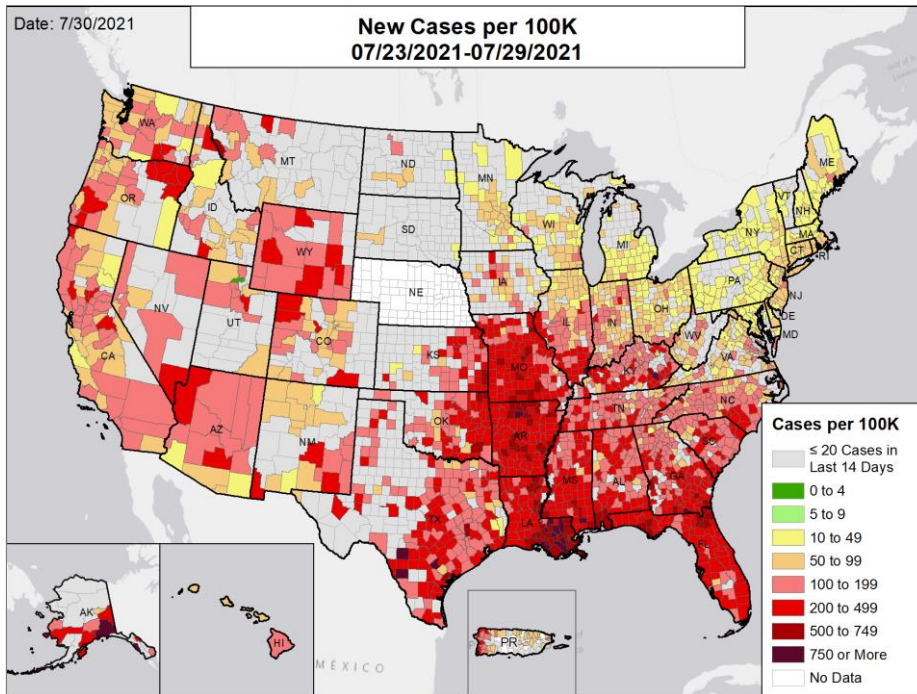 Date: 7/30/2021
New Cases per 100K
07/23/2021-07/29/2021
WA
MT
ND
MN
ME
OR
ID
SD
WI
MI
VT
NH
NY
MA
CT
RI
WY
IA
PA
NJ
NE
OH
DE
MD
NV
UT
CO
IL
IN
WV
VA
CA
KS
MO
KY
NC
TN
AZ
NM
OK
AR
SC
MS
AL
GA
TX
LA
FL
AK
HI
PR
MÉXICO
Cases per 100K
≤ 20 Cases in
Last 14 Days
0 to 4
5 to 9
10 to 49
50 to 99
100 to 199
200 to 499
500 to 749
750 or More
No Data